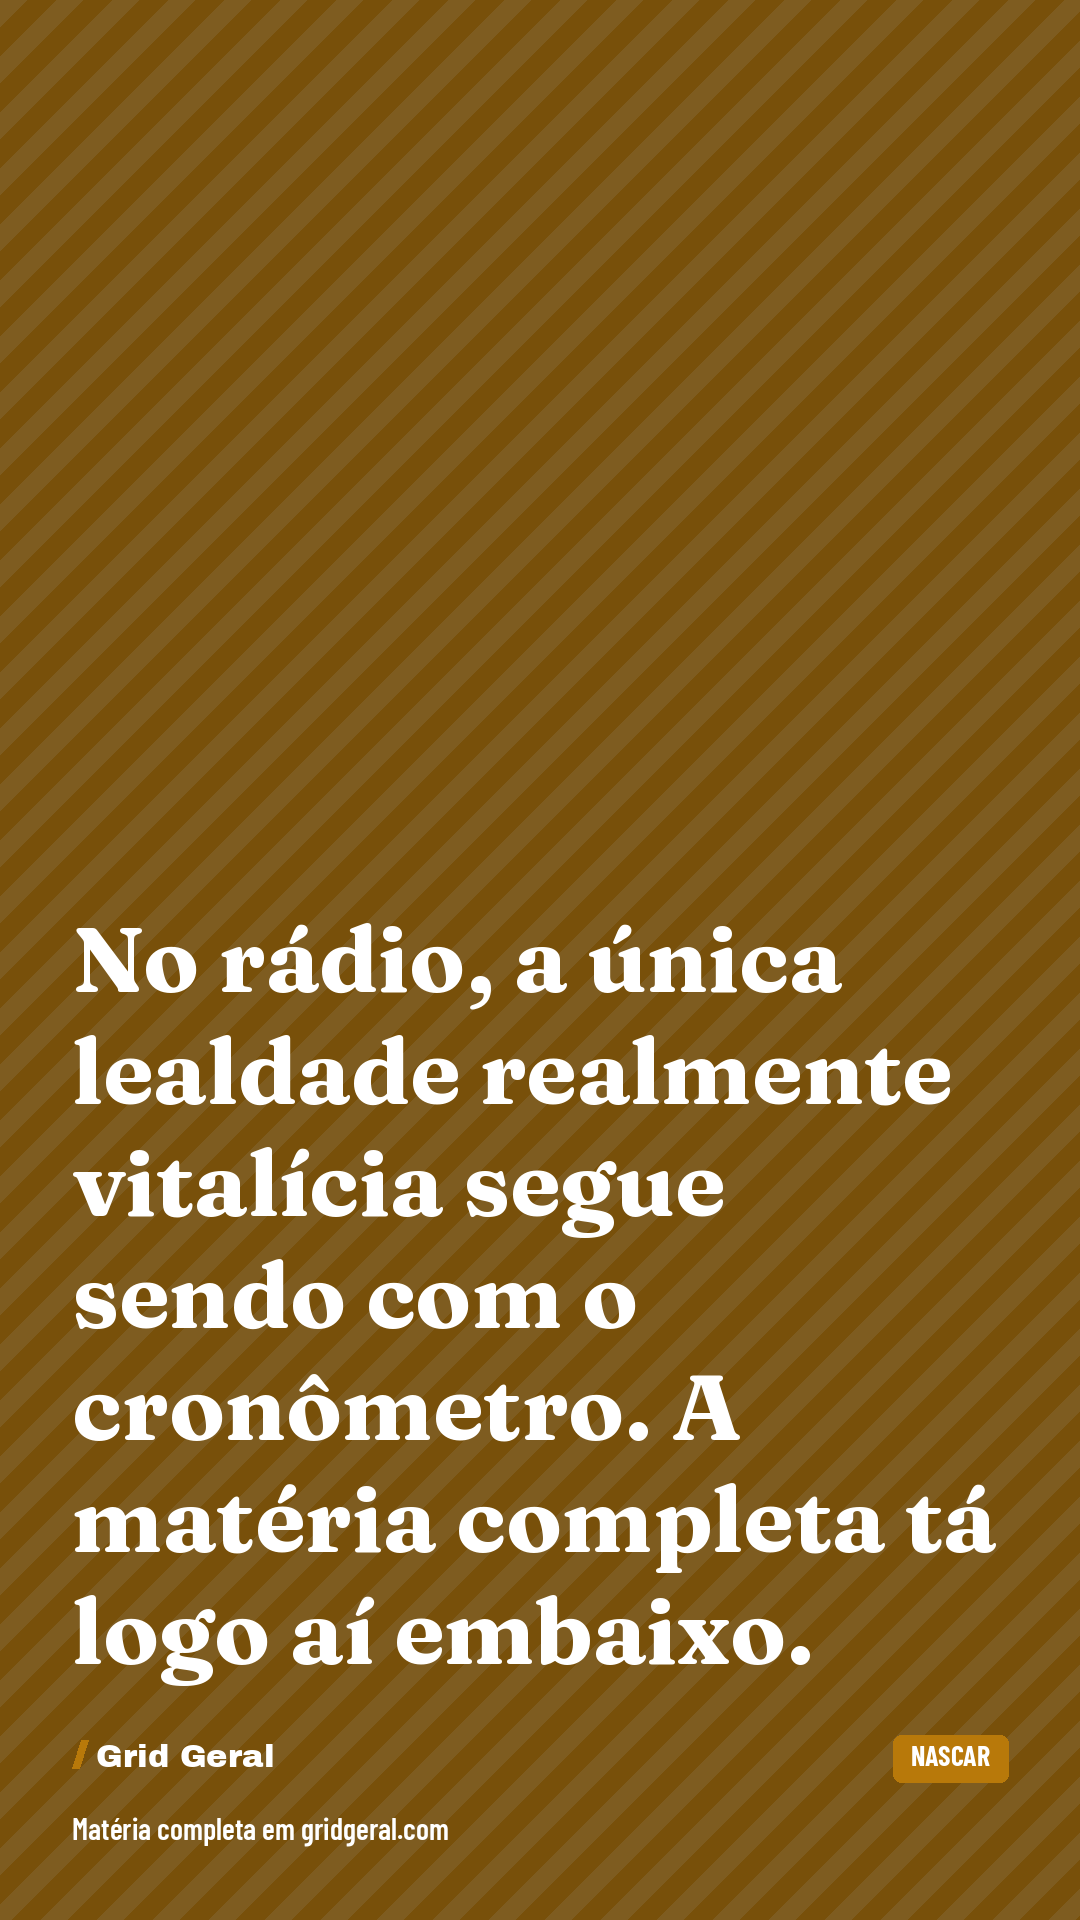 No rádio, a única
lealdade realmente
vitalícia segue
sendo com o
cronômetro. A
matéria completa tá
logo aí embaixo.
/ Grid Geral
NASCAR
Matéria completa em gridgeral.com